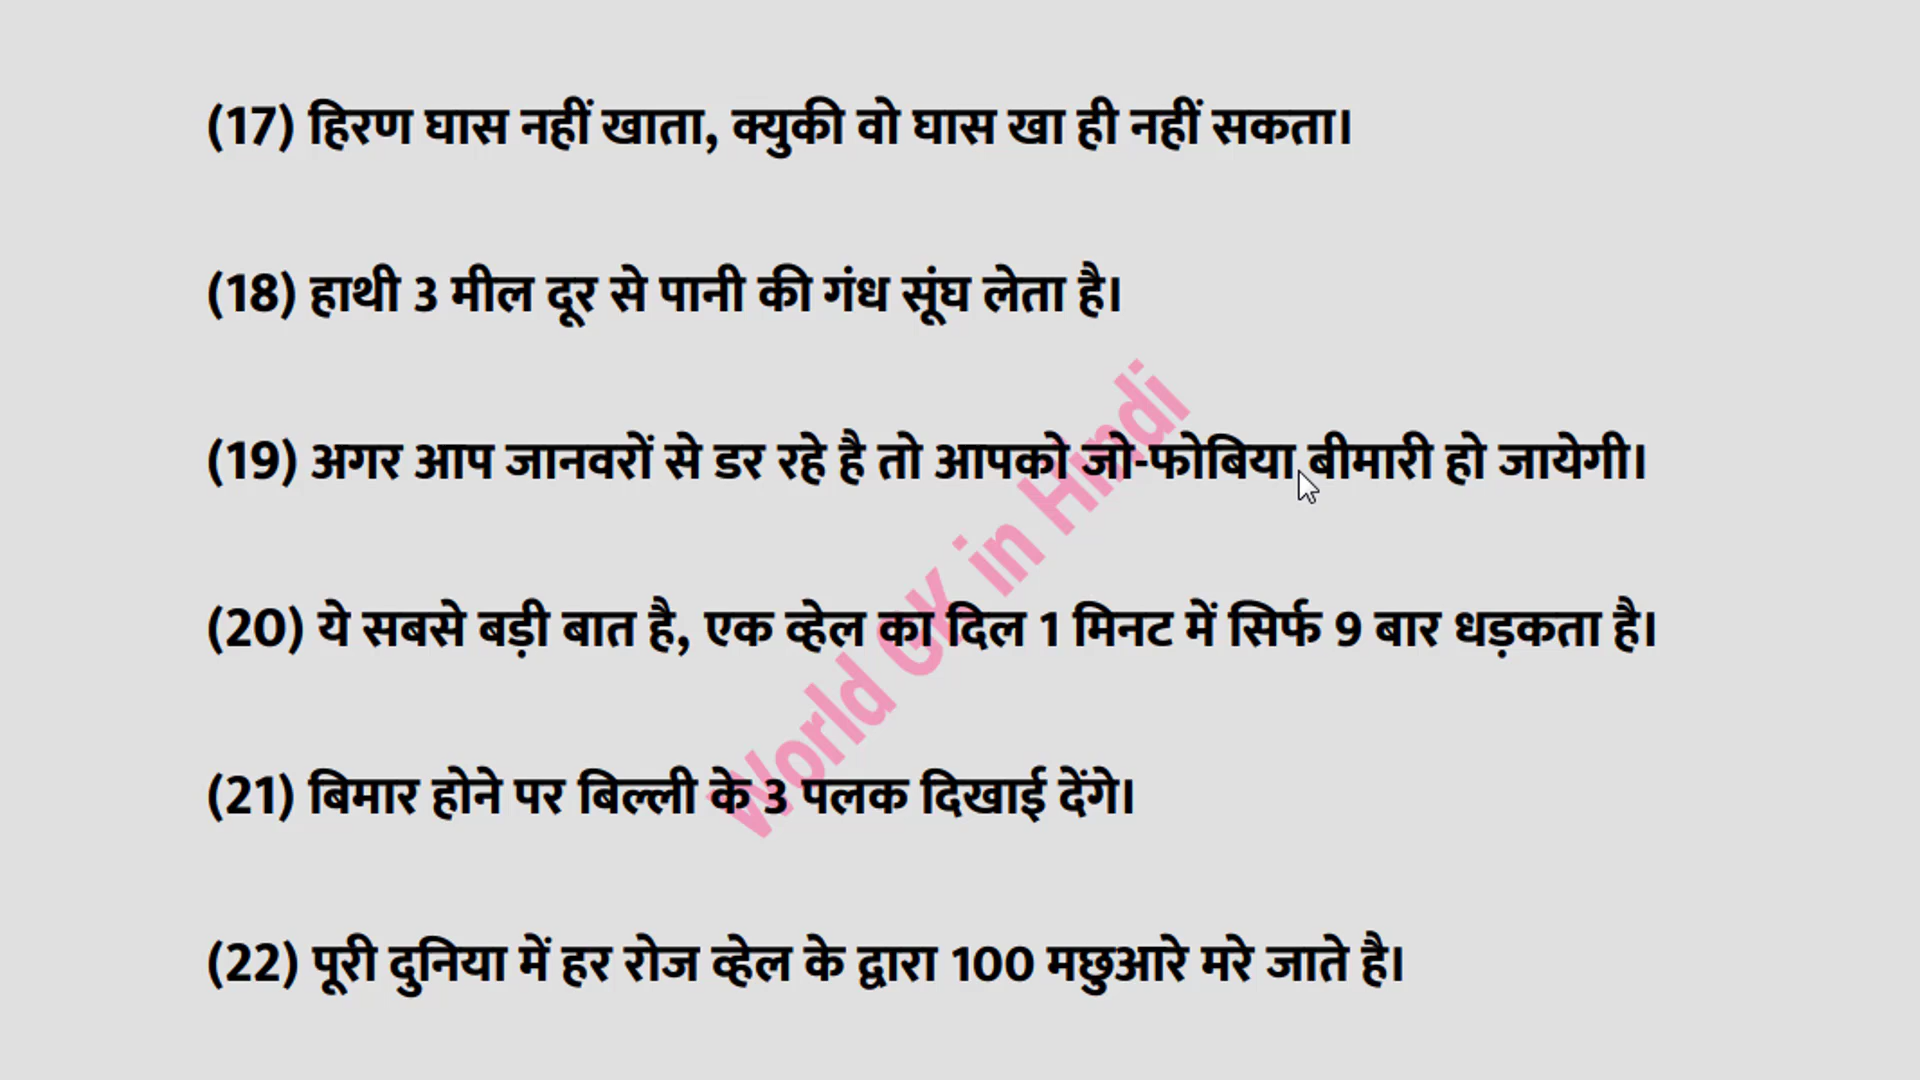 (17) हिरण घास नहीं खाता, क्युकी वो घास खा ही नहीं सकता।
(18) हाथी 3 मील दूर से पानी की गंध सूंघ लेता है।
(19) अगर आप जानवरों से डर रहे है तो आपको जो-फोबिया बीमारी हो जायेगी।
(20) ये सबसे बड़ी बात है, एक व्हेल का दिल 1 मिनट में सिर्फ 9 बार धड़कता है।
(21) बिमार होने पर बिल्ली के 3 पलक दिखाई देंगे।
(22) पूरी दुनिया में हर रोज व्हेल के द्वारा 100 मछुआरे मरे जाते है।
World GK in Hindi